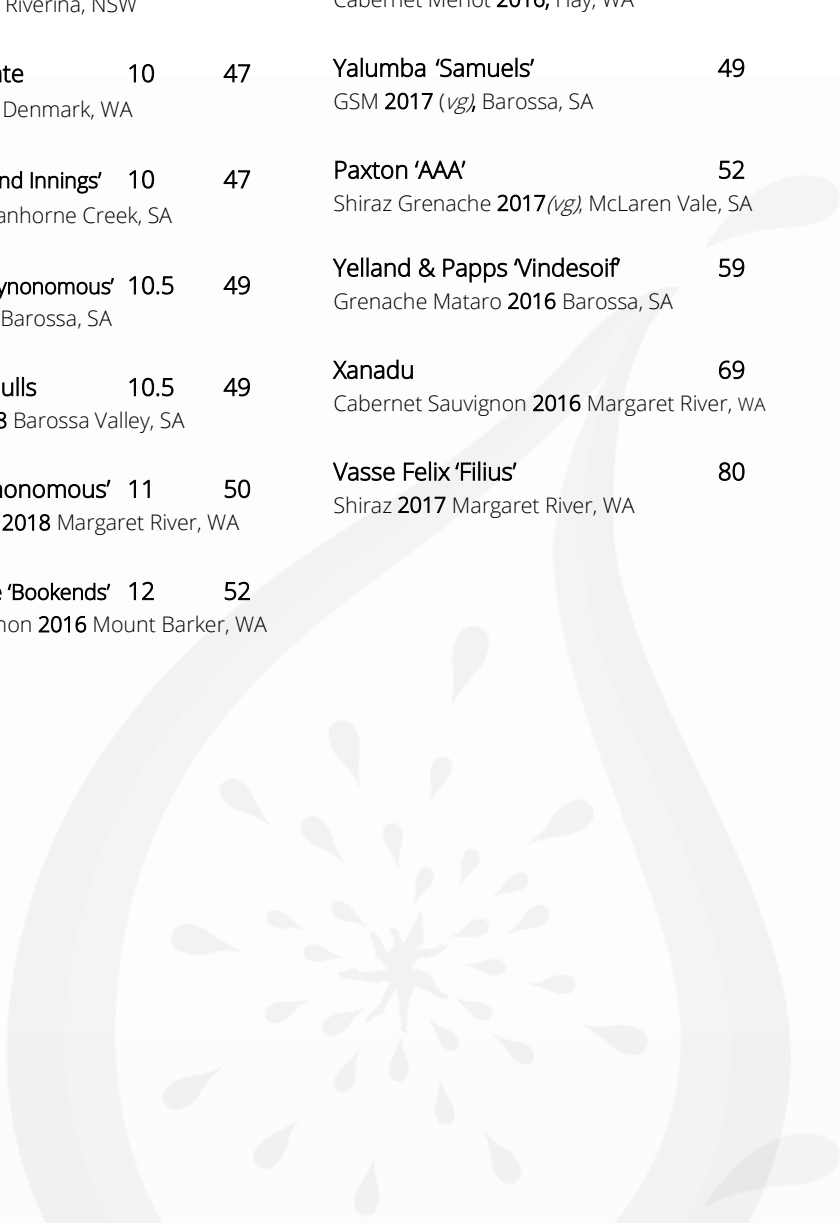 Riverina, NSW
te 10 47
Denmark, WA
nd Innings’ 10 47
anhorne Creek, SA
ynonomous’ 10.5 49
Barossa, SA
ulls 10.5 49
8 Barossa Valley, SA
nonomous’ 11 50
2018 Margaret River, WA
e ‘Bookends’ 12 52
non 2016 Mount Barker, WA
Cabernet Merlot 2016, Hay, WA
Yalumba ‘Samuels’ 49
GSM 2017 (vg), Barossa, SA
Paxton ‘AAA’ 52
Shiraz Grenache 2017(vg), McLaren Vale, SA
Yelland & Papps ‘Vindesoif’ 59
Grenache Mataro 2016 Barossa, SA
Xanadu 69
Cabernet Sauvignon 2016 Margaret River, WA
Vasse Felix ‘Filius’ 80
Shiraz 2017 Margaret River, WA